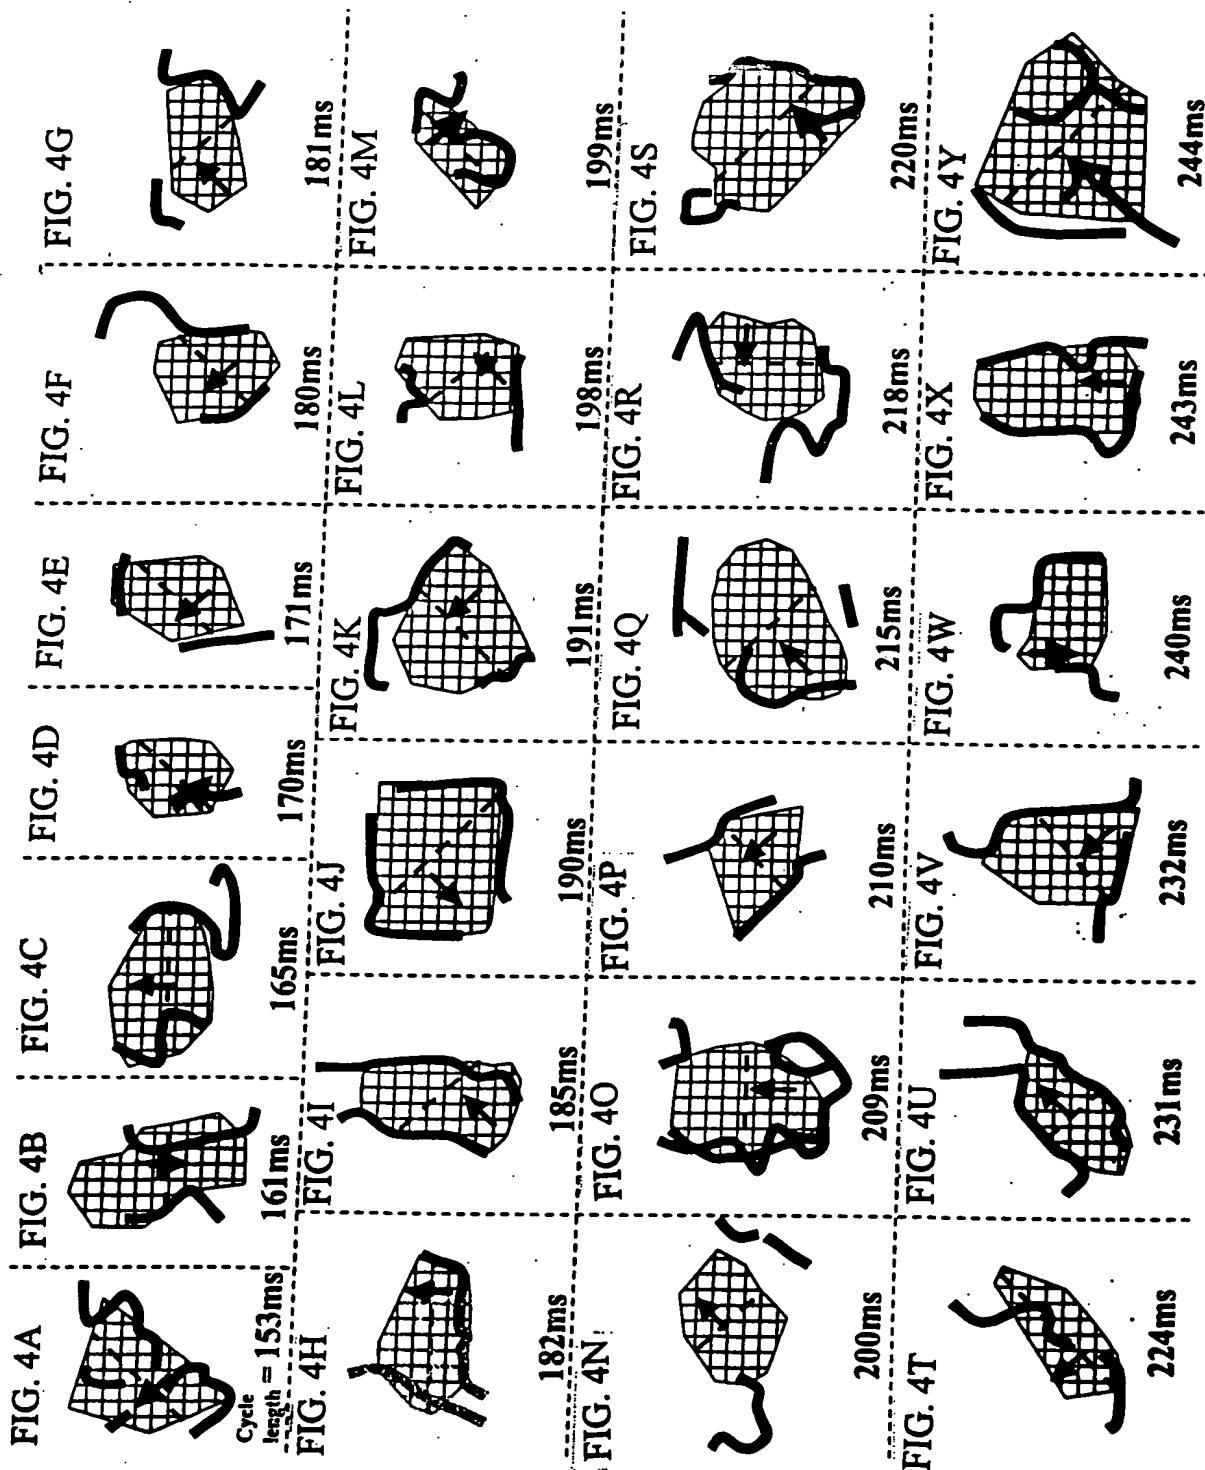 FIG. 4A
Cycle
length = 153ms
FIG. 4B
161ms
FIG. 4C
165ms
FIG. 4D
170ms
FIG. 4E
171ms
FIG. 4F
180ms
FIG. 4G
181ms
FIG. 4H
182ms
FIG. 4I
185ms
FIG. 4J
190ms
FIG. 4K
191ms
FIG. 4L
198ms
FIG. 4M
199ms
FIG. 4N
200ms
FIG. 4O
209ms
FIG. 4P
210ms
FIG. 4Q
215ms
FIG. 4R
218ms
FIG. 4S
220ms
FIG. 4T
224ms
FIG. 4U
231ms
FIG. 4V
232ms
FIG. 4W
240ms
FIG. 4X
243ms
FIG. 4Y
244ms